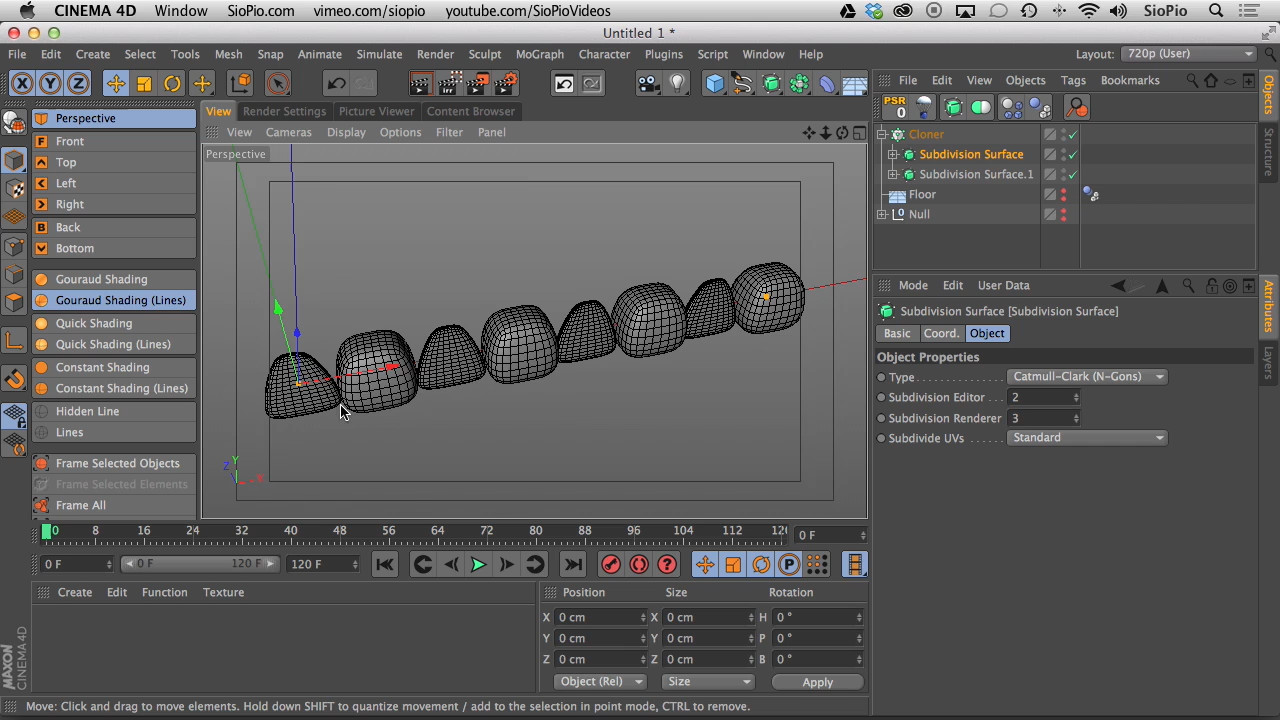 CINEMA 4D Window SioPio.com vimeo.com/siopio youtube.com/SioPioVideos SioPio
Untitled 1 *
File Edit Create Select Tools Mesh Snap Animate Simulate Render Sculpt MoGraph Character Plugins Script Window Help Layout: 720p (User)
X Y Z
View Render Settings Picture Viewer Content Browser
View Cameras Display Options Filter Panel
Perspective
Perspective
Front
Top
Left
Right
Back
Bottom
Gouraud Shading
Gouraud Shading (Lines)
Quick Shading
Quick Shading (Lines)
Constant Shading
Constant Shading (Lines)
Hidden Line
Lines
Frame Selected Objects
Frame Selected Elements
Frame All
Y
Z
X
File Edit View Objects Tags Bookmarks
PSR
0
Cloner
Subdivision Surface
Subdivision Surface.1
Floor
Null
Objects
Structure
Mode Edit User Data
Subdivision Surface [Subdivision Surface]
Basic Coord. Object
Object Properties
Type Catmull-Clark (N-Gons)
Subdivision Editor 2
Subdivision Renderer 3
Subdivide UVs Standard
Attributes
Layers
0 8 16 24 32 40 48 56 64 72 80 88 96 104 112 0 F
0 F 0 F 120 F 120 F
Create Edit Function Texture
Position Size Rotation
X 0 cm X 0 cm H 0 °
Y 0 cm Y 0 cm P 0 °
Z 0 cm Z 0 cm B 0 °
Object (Rel) Size Apply
MAXON
CINEMA 4D
Move: Click and drag to move elements. Hold down SHIFT to quantize movement / add to the selection in point mode, CTRL to remove.